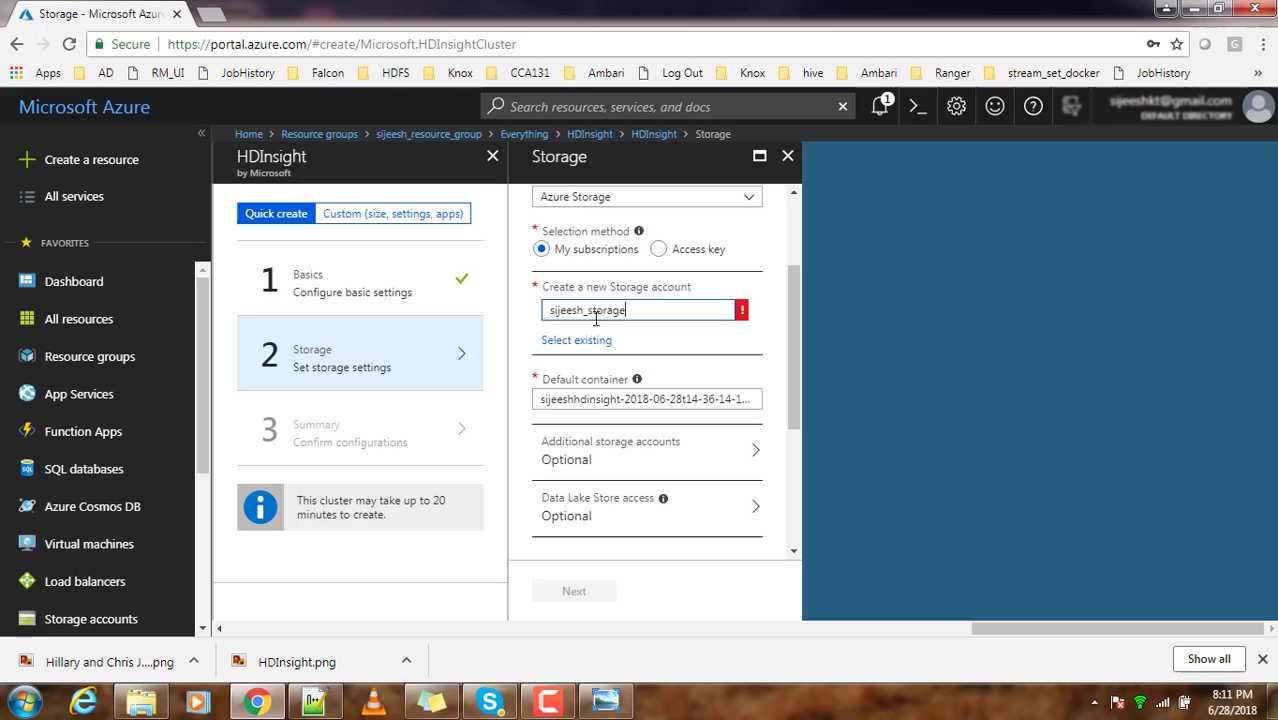 Storage - Microsoft Azure
Secure https://portal.azure.com/#create/Microsoft.HDInsightCluster
Apps AD RM_UI JobHistory Falcon HDFS Knox CCA131 Ambari Log Out Knox hive Ambari Ranger stream_set_docker JobHistory »
Microsoft Azure
Search resources, services, and docs
1
sijeeshkt@gmail.com
DEFAULT DIRECTORY
Home > Resource groups > sijeesh_resource_group > Everything > HDInsight > HDInsight > Storage
Create a resource
All services
FAVORITES
Dashboard
All resources
Resource groups
App Services
Function Apps
SQL databases
Azure Cosmos DB
Virtual machines
Load balancers
Storage accounts
HDInsight
by Microsoft
Quick create Custom (size, settings, apps)
1 Basics
Configure basic settings
2 Storage
Set storage settings
3 Summary
Confirm configurations
This cluster may take up to 20
minutes to create.
Storage
Azure Storage
* Selection method
My subscriptions Access key
* Create a new Storage account
sijeesh_storage
Select existing
* Default container
sijeeshhdinsight-2018-06-28t14-36-14-1...
Additional storage accounts
Optional
Data Lake Store access
Optional
Next
Hillary and Chris J....png
HDInsight.png
Show all
8:11 PM
6/28/2018